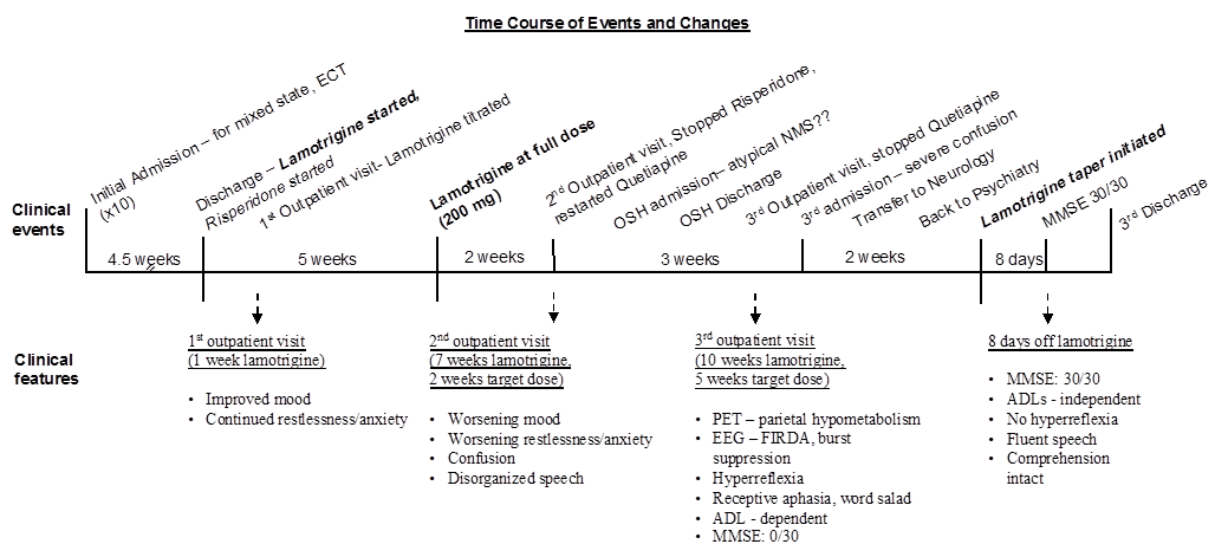 Time Course of Events and Changes
Initial Admission – for mixed state, ECT
(x10)
Discharge – Lamotrigine started,
Risperidone started
1st Outpatient visit- Lamotrigine titrated
Lamotrigine at full dose
(200 mg)
2nd Outpatient visit, Stopped Risperidone,
restarted Quetiapine
OSH admission– atypical NMS??
OSH Discharge
3rd Outpatient visit, stopped Quetiapine
3rd admission – severe confusion
Transfer to Neurology
Back to Psychiatry
Lamotrigine taper initiated
MMSE 30/30
3rd Discharge
Clinical
events
4.5 weeks
5 weeks
2 weeks
3 weeks
2 weeks
8 days
Clinical
features
1st outpatient visit
(1 week lamotrigine)
• Improved mood
• Continued restlessness/anxiety
2nd outpatient visit
(7 weeks lamotrigine,
2 weeks target dose)
• Worsening mood
• Worsening restlessness/anxiety
• Confusion
• Disorganized speech
3rd outpatient visit
(10 weeks lamotrigine,
5 weeks target dose)
• PET – parietal hypometabolism
• EEG – FIRDA, burst
suppression
• Hyperreflexia
• Receptive aphasia, word salad
• ADL - dependent
• MMSE: 0/30
8 days off lamotrigine
• MMSE: 30/30
• ADLs - independent
• No hyperreflexia
• Fluent speech
• Comprehension
intact